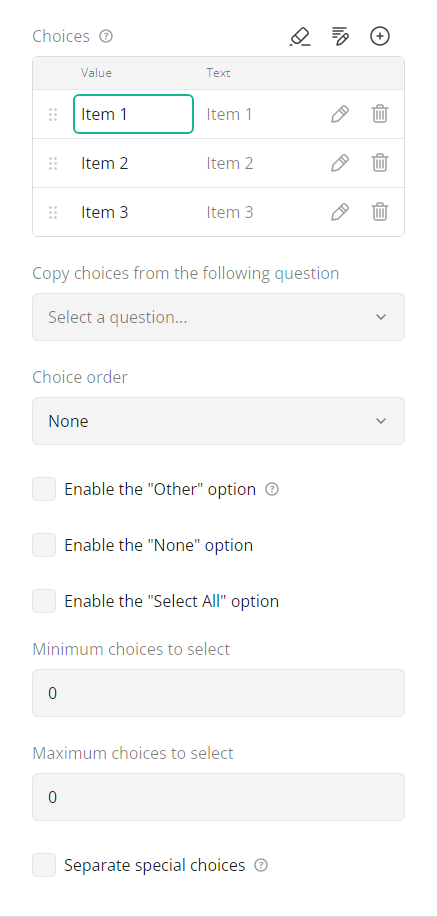 Choices
Value Text
Item 1 Item 1
Item 2 Item 2
Item 3 Item 3
Copy choices from the following question
Select a question...
Choice order
None
Enable the "Other" option
Enable the "None" option
Enable the "Select All" option
Minimum choices to select
0
Maximum choices to select
0
Separate special choices